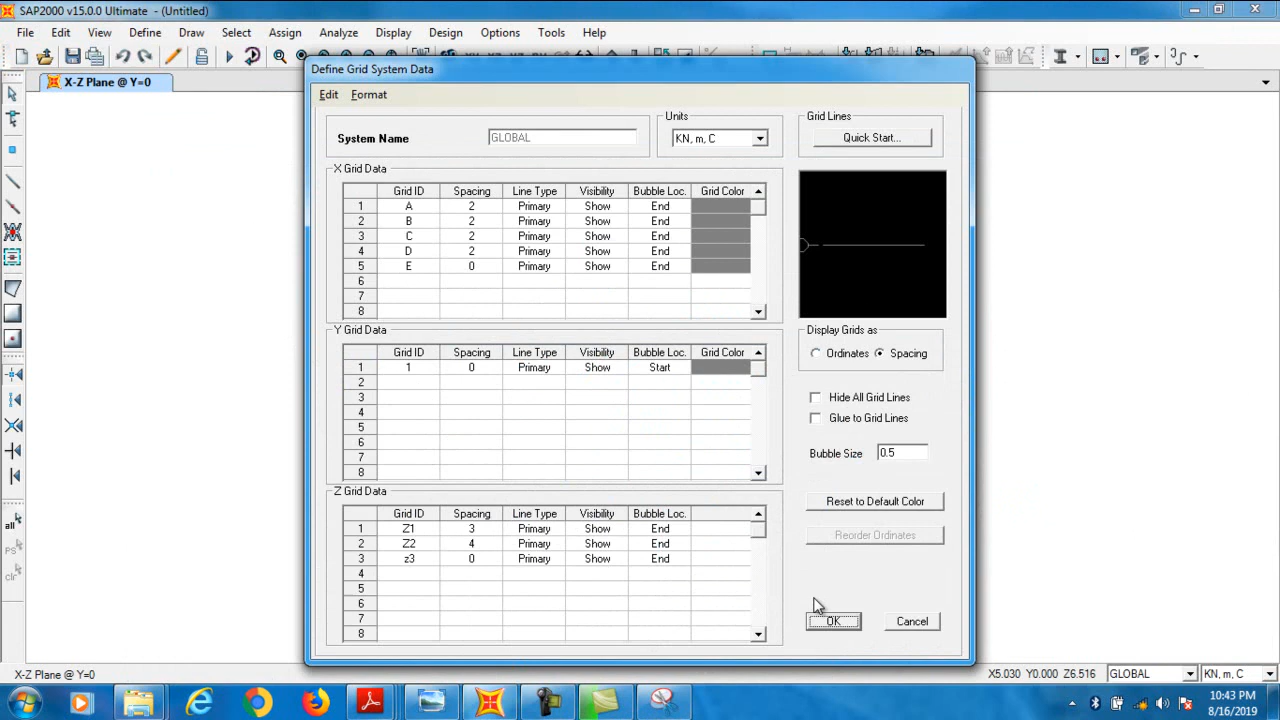 SAP2000 v15.0.0 Ultimate - (Untitled)
File Edit View Define Draw Select Assign Analyze Display Design Options Tools Help
X-Z Plane @ Y=0
Define Grid System Data
Edit Format
System Name GLOBAL
Units
KN, m, C
Grid Lines
Quick Start...
X Grid Data
Grid ID Spacing Line Type Visibility Bubble Loc. Grid Color
1 A 2 Primary Show End
2 B 2 Primary Show End
3 C 2 Primary Show End
4 D 2 Primary Show End
5 E 0 Primary Show End
6
7
8
Y Grid Data
Grid ID Spacing Line Type Visibility Bubble Loc. Grid Color
1 1 0 Primary Show Start
2
3
4
5
6
7
8
Z Grid Data
Grid ID Spacing Line Type Visibility Bubble Loc.
1 Z1 3 Primary Show End
2 Z2 4 Primary Show End
3 z3 0 Primary Show End
4
5
6
7
8
Display Grids as
Ordinates Spacing
Hide All Grid Lines
Glue to Grid Lines
Bubble Size 0.5
Reset to Default Color
Reorder Ordinates
OK Cancel
all
PS
clr
X-Z Plane @ Y=0
X5.030 Y0.000 Z6.516
GLOBAL
KN, m, C
10:43 PM
8/16/2019